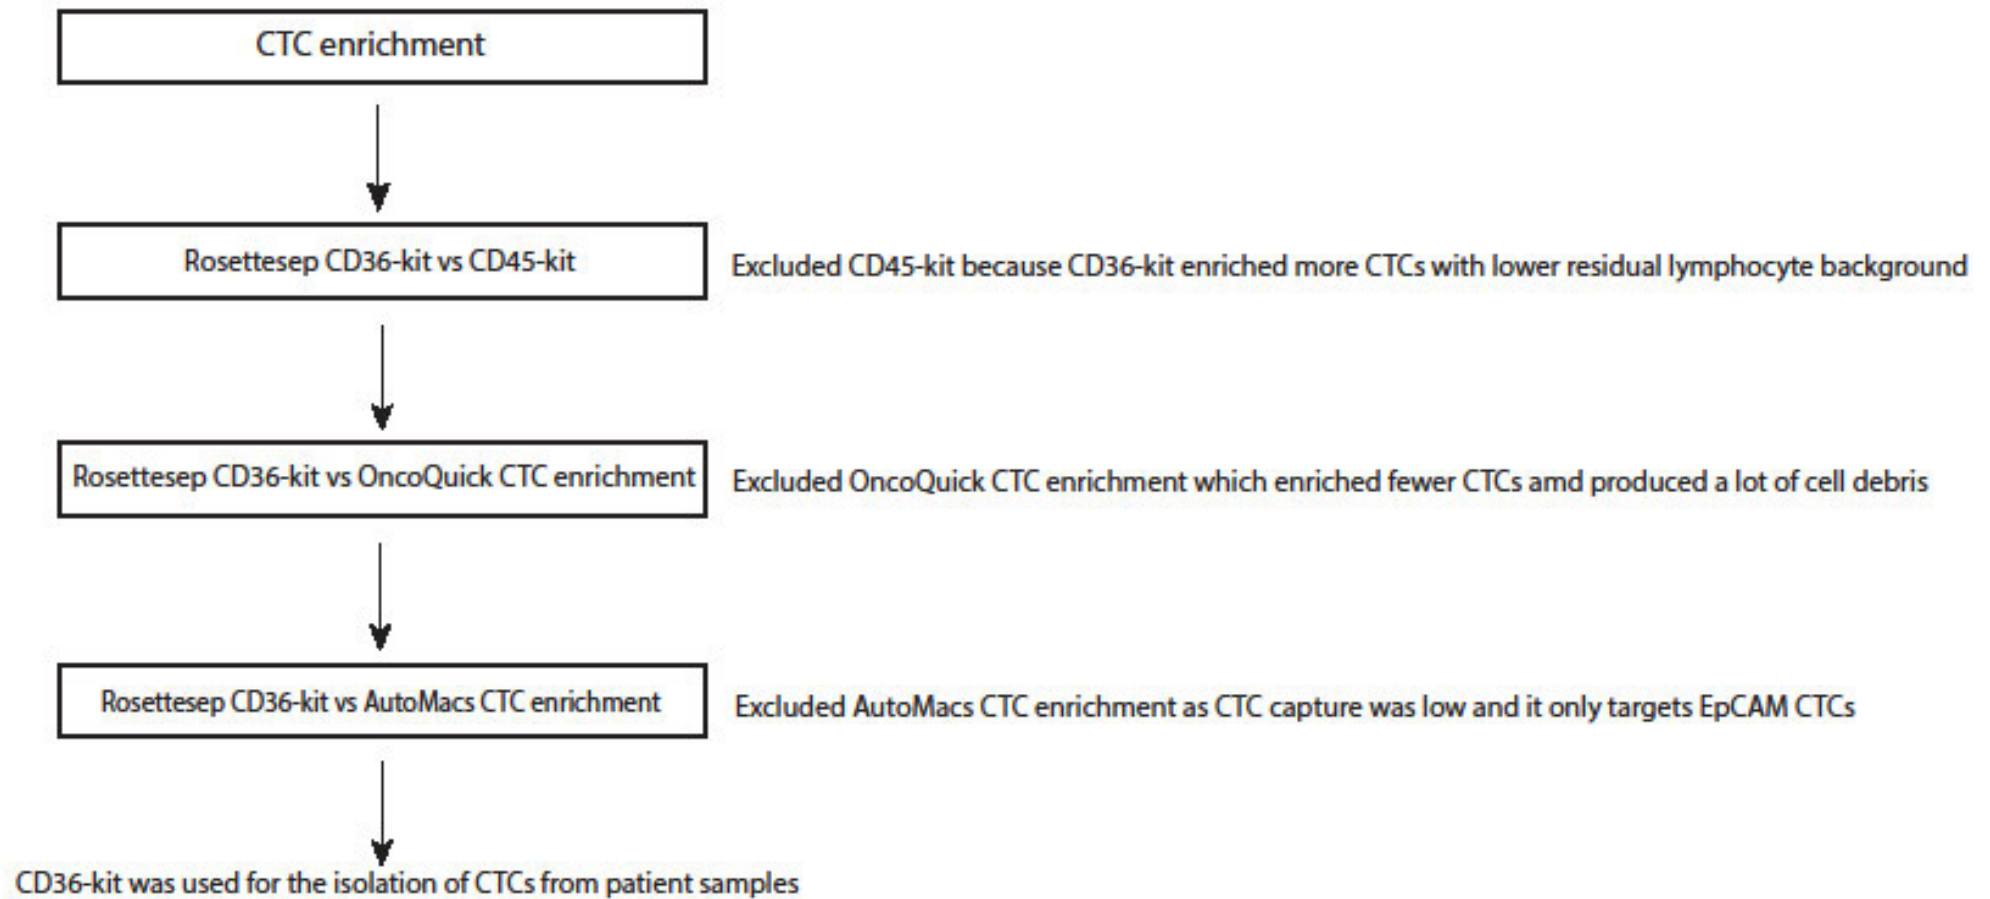 CTC enrichment
Rosettesep CD36-kit vs CD45-kit
Excluded CD45-kit because CD36-kit enriched more CTCs with lower residual lymphocyte background
Rosettesep CD36-kit vs OncoQuick CTC enrichment
Excluded OncoQuick CTC enrichment which enriched fewer CTCs amd produced a lot of cell debris
Rosettesep CD36-kit vs AutoMacs CTC enrichment
Excluded AutoMacs CTC enrichment as CTC capture was low and it only targets EpCAM CTCs
CD36-kit was used for the isolation of CTCs from patient samples